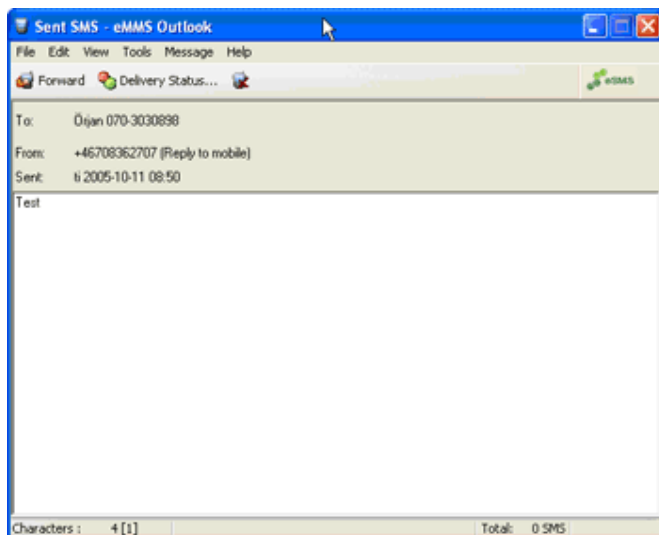 Sent SMS - eMMS Outlook
File Edit View Tools Message Help
Forward Delivery Status... eSMS
To: Örjan 070-3030898
From: +46708362707 (Reply to mobile)
Sent: ti 2005-10-11 08:50
Test
Characters : 4 [1] Total: 0 SMS